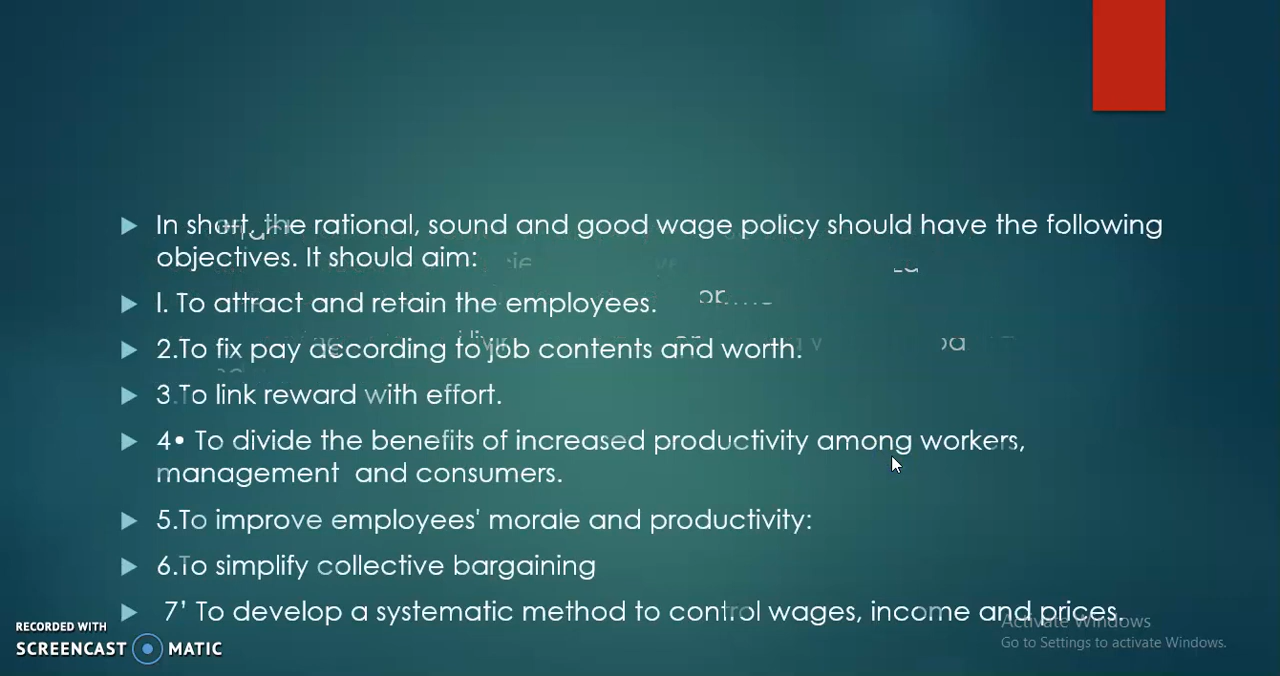 In short, the rational, sound and good wage policy should have the following
objectives. It should aim:
l. To attract and retain the employees.
2.To fix pay according to job contents and worth.
3.To link reward with effort.
4• To divide the benefits of increased productivity among workers,
management and consumers.
5.To improve employees' morale and productivity:
6.To simplify collective bargaining
7' To develop a systematic method to control wages, income and prices.
Activate Windows
Go to Settings to activate Windows.
RECORDED WITH
SCREENCAST MATIC